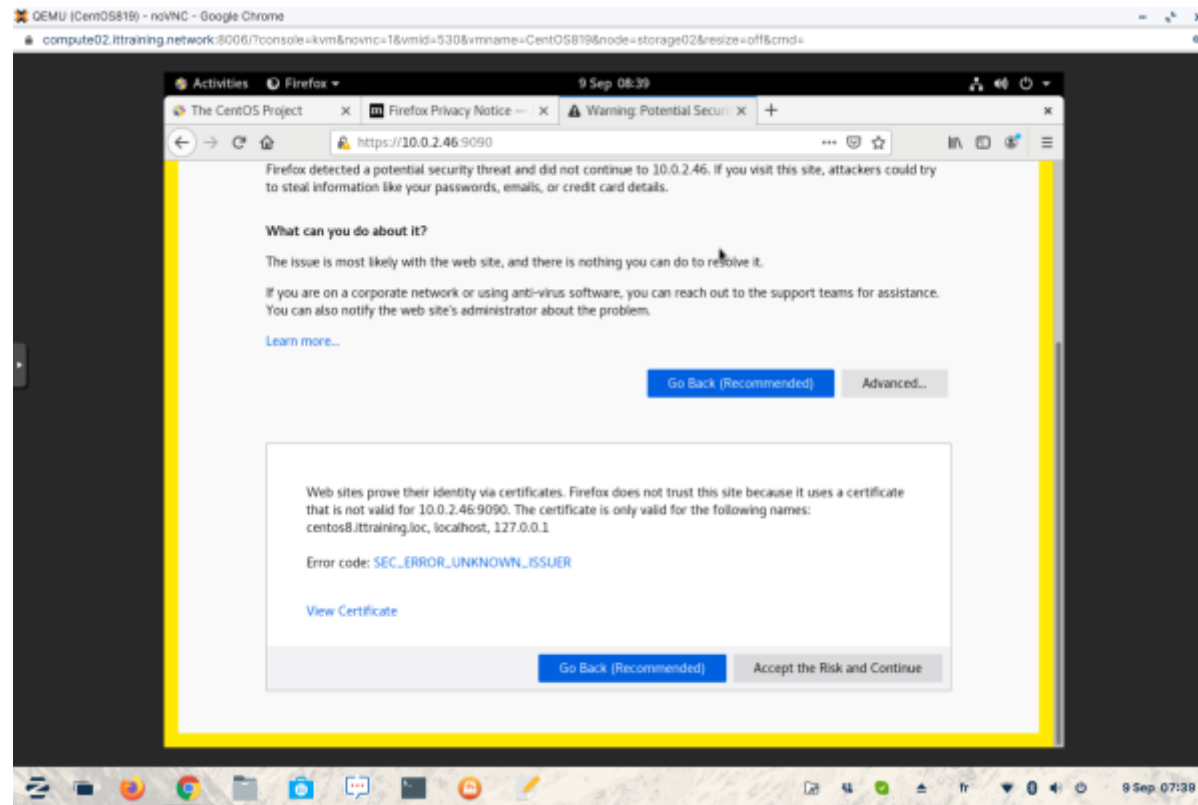 QEMU (CentOS819) - noVNC - Google Chrome
compute02.ittraining.network:8006/?console=kvm&novnc=1&vmid=530&vmname=CentOS819&node=storage02&resize=off&cmd=
Activities Firefox 9 Sep 08:39
The CentOS Project Firefox Privacy Notice — Warning: Potential Securi
https://10.0.2.46:9090
Firefox detected a potential security threat and did not continue to 10.0.2.46. If you visit this site, attackers could try
to steal information like your passwords, emails, or credit card details.
What can you do about it?
The issue is most likely with the web site, and there is nothing you can do to resolve it.
If you are on a corporate network or using anti-virus software, you can reach out to the support teams for assistance.
You can also notify the web site's administrator about the problem.
Learn more...
Go Back (Recommended) Advanced...
Web sites prove their identity via certificates. Firefox does not trust this site because it uses a certificate
that is not valid for 10.0.2.46:9090. The certificate is only valid for the following names:
centos8.ittraining.loc, localhost, 127.0.0.1
Error code: SEC_ERROR_UNKNOWN_ISSUER
View Certificate
Go Back (Recommended) Accept the Risk and Continue
fr 9 Sep 07:39